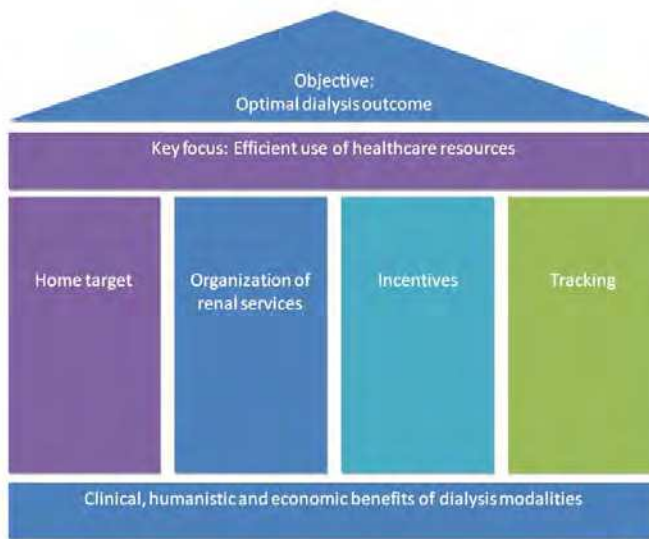 Objective:
Optimal dialysis outcome
Key focus: Efficient use of healthcare resources
Home target
Organization of
renal services
Incentives
Tracking
Clinical, humanistic and economic benefits of dialysis modalities